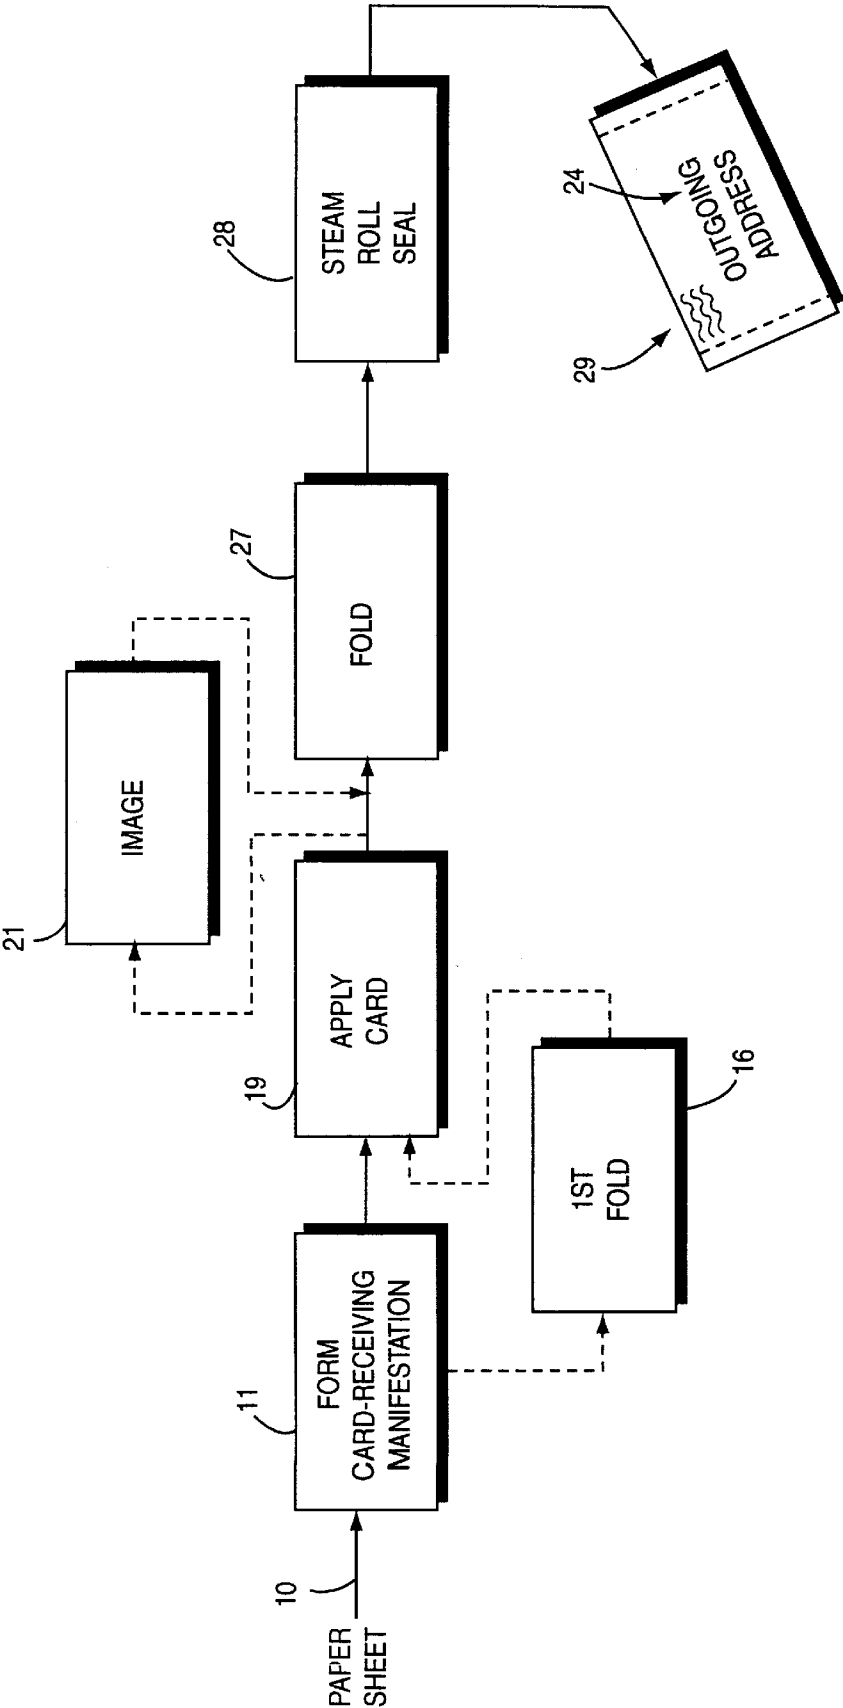 PAPER
SHEET
10
11
FORM
CARD-RECEIVING
MANIFESTATION
1ST
FOLD
16
19
APPLY
CARD
21
IMAGE
27
FOLD
28
STEAM
ROLL
SEAL
29
24
OUTGOING
ADDRESS